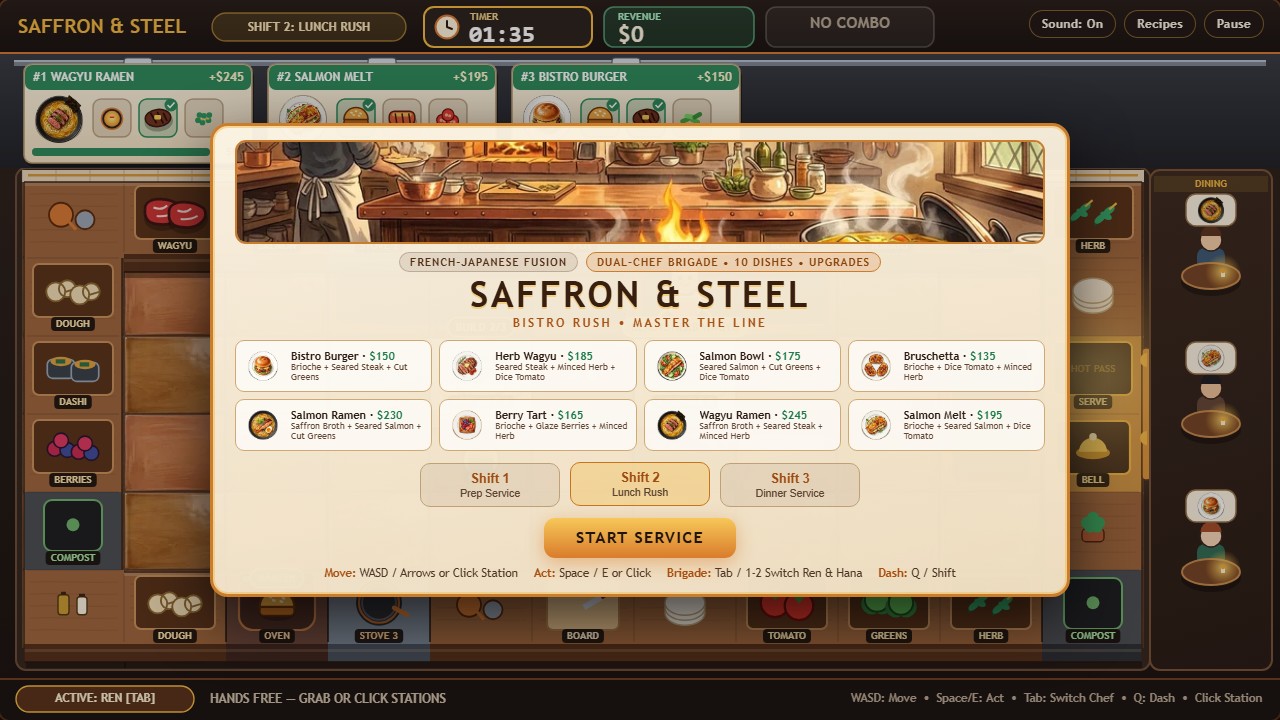 SAFFRON & STEEL
SHIFT 2: LUNCH RUSH
TIMER
01:35
REVENUE
$0
NO COMBO
Sound: On
Recipes
Pause
#1 WAGYU RAMEN +$245
#2 SALMON MELT +$195
#3 BISTRO BURGER +$150
WAGYU
DOUGH
DASHI
BERRIES
COMPOST
FRENCH-JAPANESE FUSION
DUAL-CHEF BRIGADE • 10 DISHES • UPGRADES
SAFFRON & STEEL
BISTRO RUSH • MASTER THE LINE
Bistro Burger · $150
Brioche + Seared Steak + Cut
Greens
Herb Wagyu · $185
Seared Steak + Minced Herb +
Dice Tomato
Salmon Bowl · $175
Seared Salmon + Cut Greens +
Dice Tomato
Bruschetta · $135
Brioche + Dice Tomato + Minced
Herb
Salmon Ramen · $230
Saffron Broth + Seared Salmon +
Cut Greens
Berry Tart · $165
Brioche + Glaze Berries + Minced
Herb
Wagyu Ramen · $245
Saffron Broth + Seared Steak +
Minced Herb
Salmon Melt · $195
Brioche + Seared Salmon + Dice
Tomato
Shift 1
Prep Service
Shift 2
Lunch Rush
Shift 3
Dinner Service
START SERVICE
Move: WASD / Arrows or Click Station Act: Space / E or Click Brigade: Tab / 1-2 Switch Ren & Hana Dash: Q / Shift
HERB
HOT PASS
SERVE
BELL
COMPOST
DINING
DOUGH
OVEN
STOVE 3
BOARD
TOMATO
GREENS
HERB
ACTIVE: REN [TAB]
HANDS FREE — GRAB OR CLICK STATIONS
WASD: Move • Space/E: Act • Tab: Switch Chef • Q: Dash • Click Station